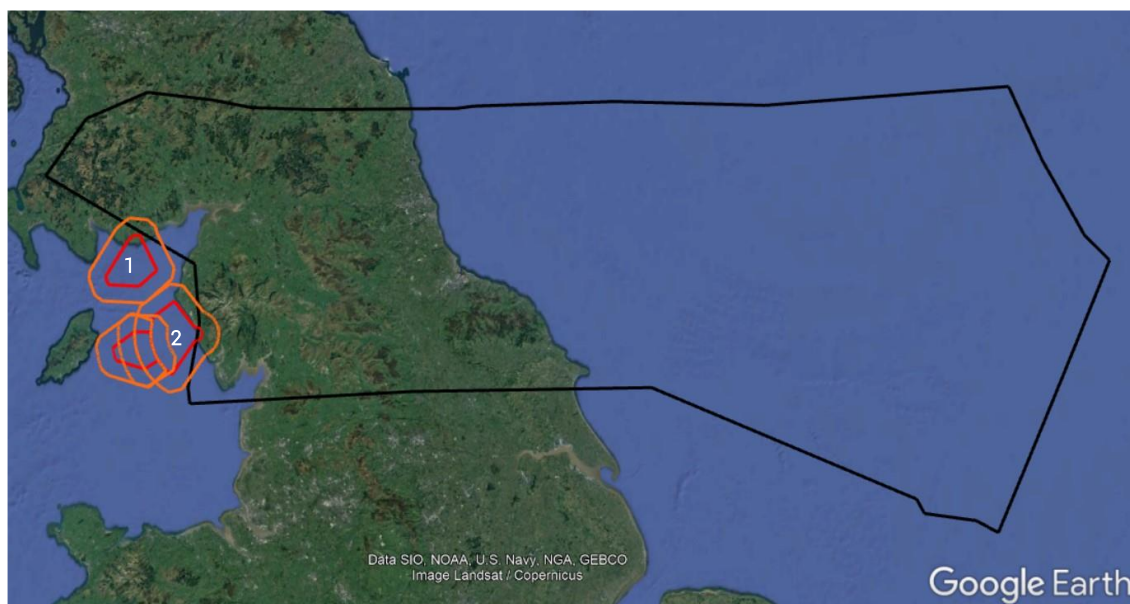 1
2
Data SIO, NOAA, U.S. Navy, NGA, GEBCO
Image Landsat / Copernicus
Google Earth